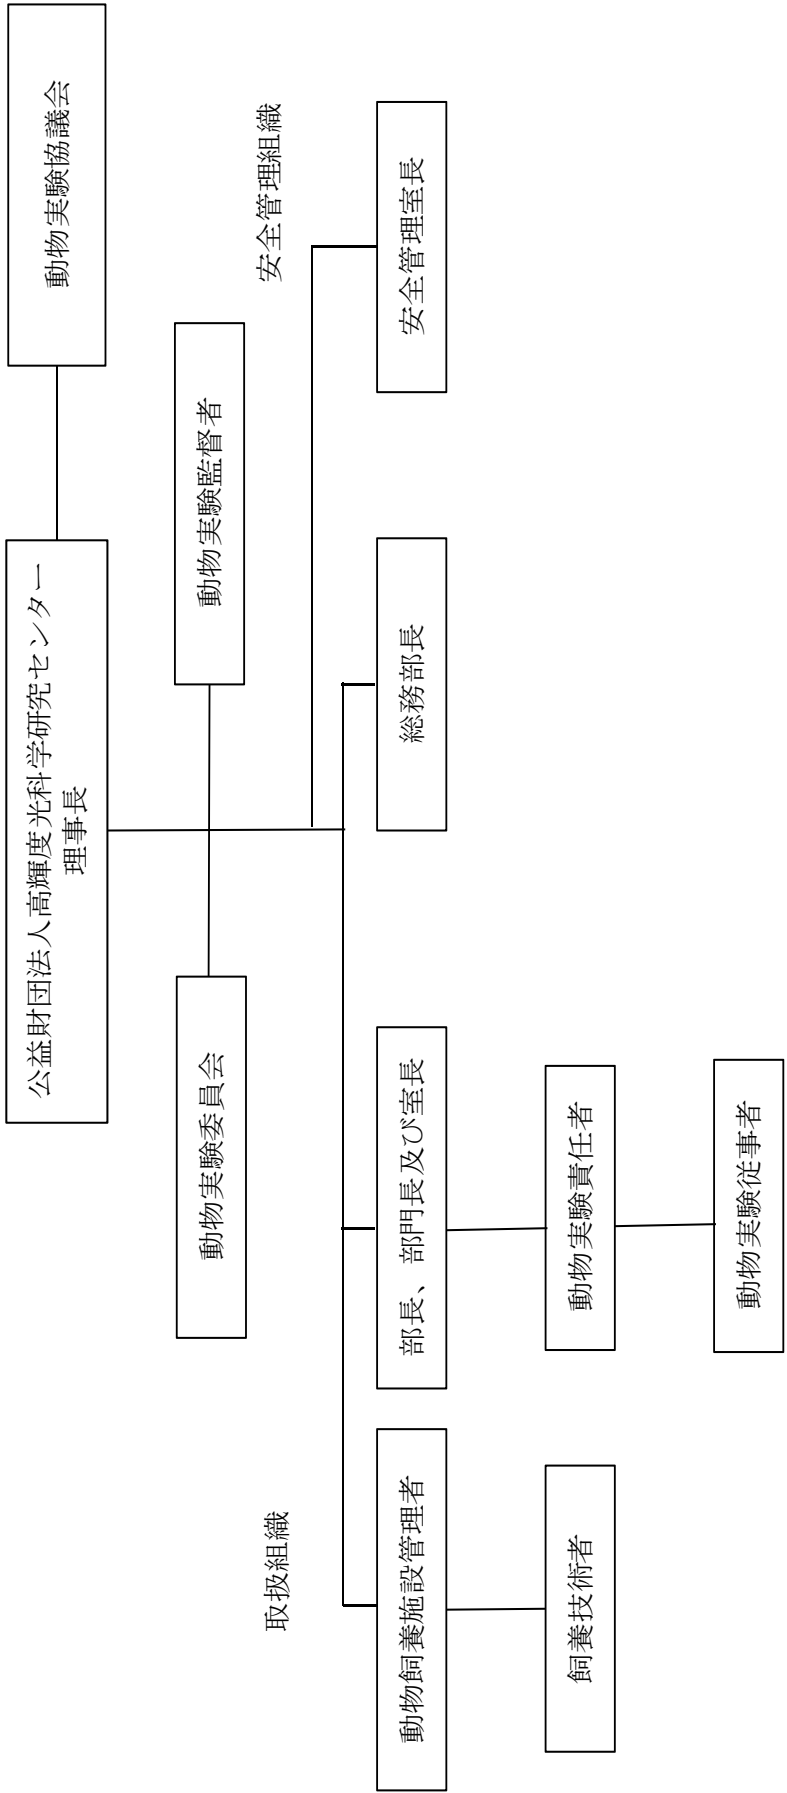 公益財団法人高輝度光科学研究センター
理事長
動物実験協議会
動物実験委員会
動物実験監督者
取扱組織
安全管理組織
動物飼養施設管理者
部長、部門長及び室長
総務部長
安全管理室長
飼養技術者
動物実験責任者
動物実験従事者